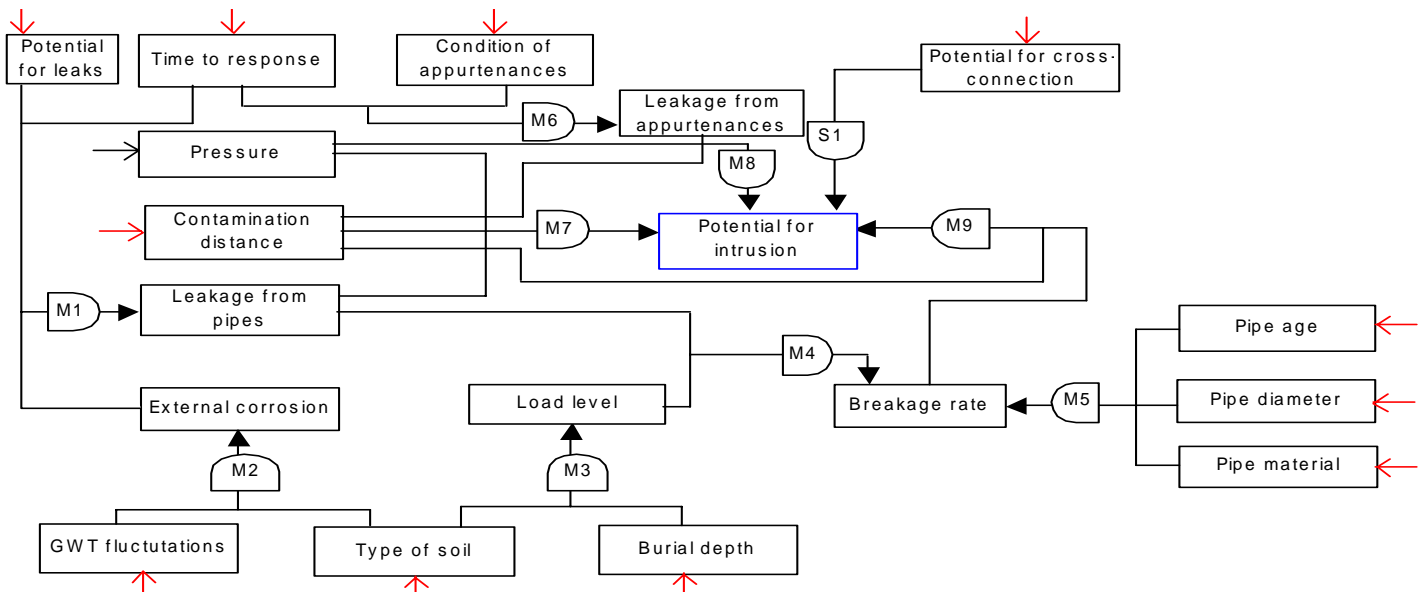 Potential
for leaks
Time to response
Condition of
appurtenances
Potential for cross-
connection
M6
Leakage from
appurtenances
S1
Pressure
M8
Contamination
distance
M7
Potential for
intrusion
M9
M1
Leakage from
pipes
Pipe age
M4
External corrosion
Load level
Breakage rate
M5
Pipe diameter
M2
M3
Pipe material
GWT fluctutations
Type of soil
Burial depth